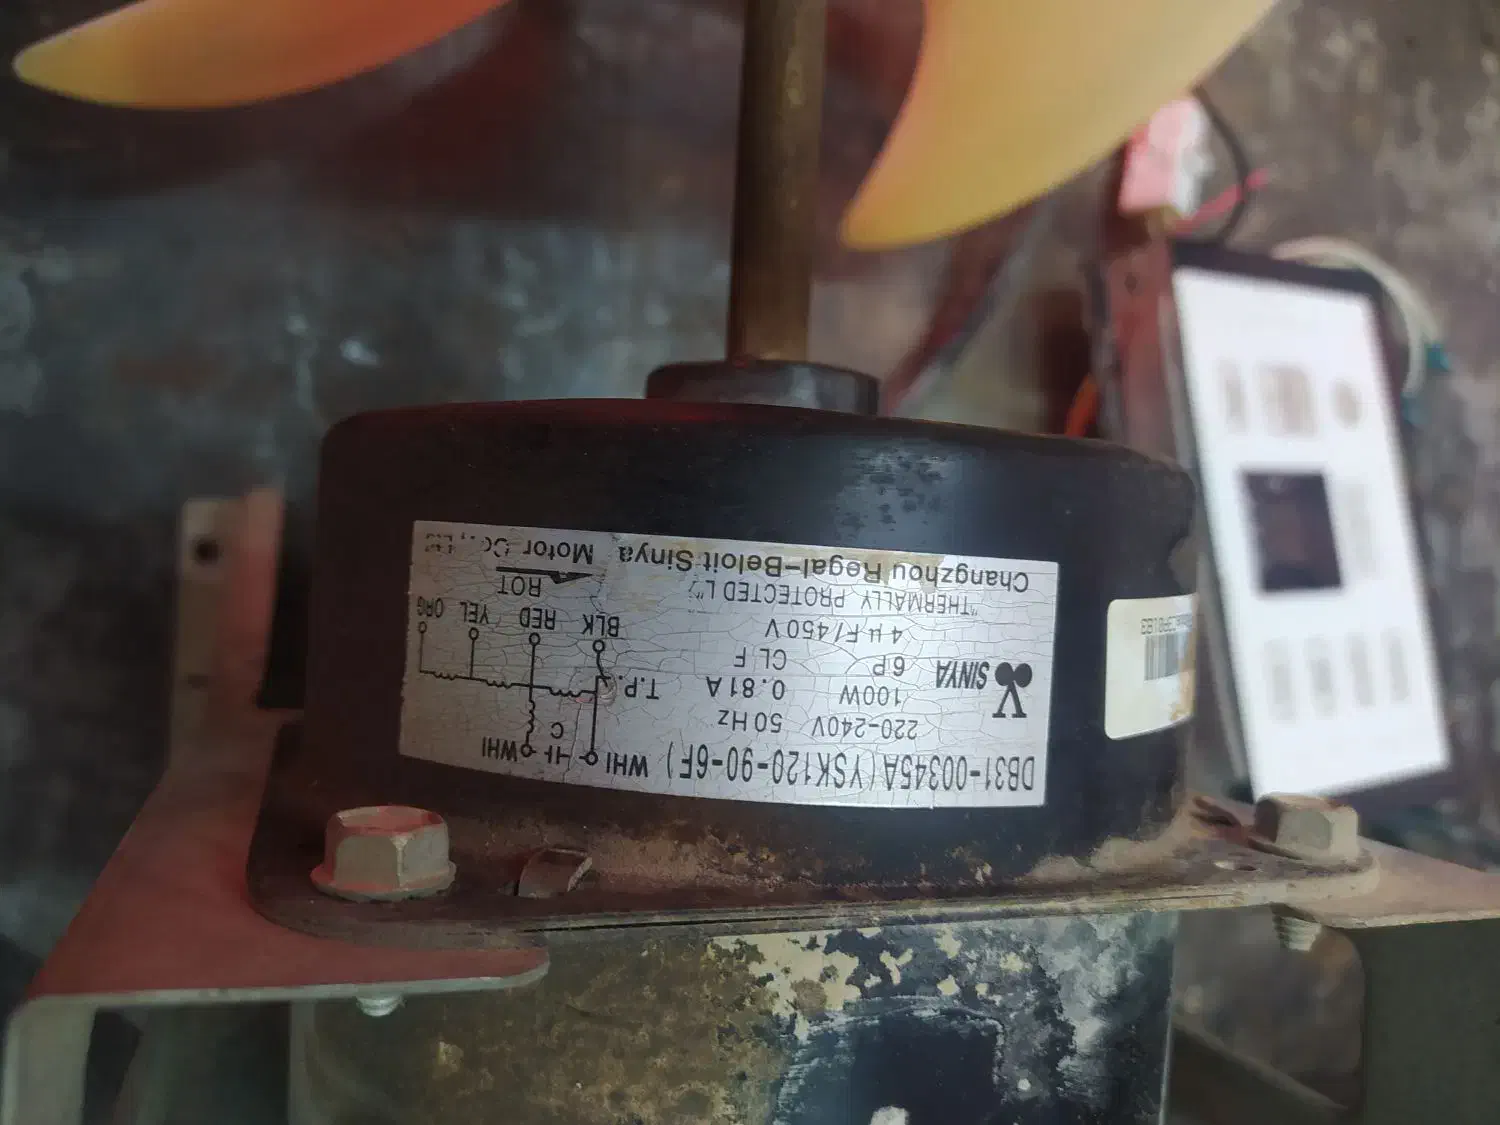 DB31-00345A(YSK120-90-6F)
220-240V 50Hz
100W 0.81A
6P CL F
4μF/450V
"THERMALLY PROTECTED L"
Changzhou Regal-Beloit Sinya Motor Co., Ltd
SINYA
WHI
WHI
C
T.P.
BLK RED YEL ORG
ROT